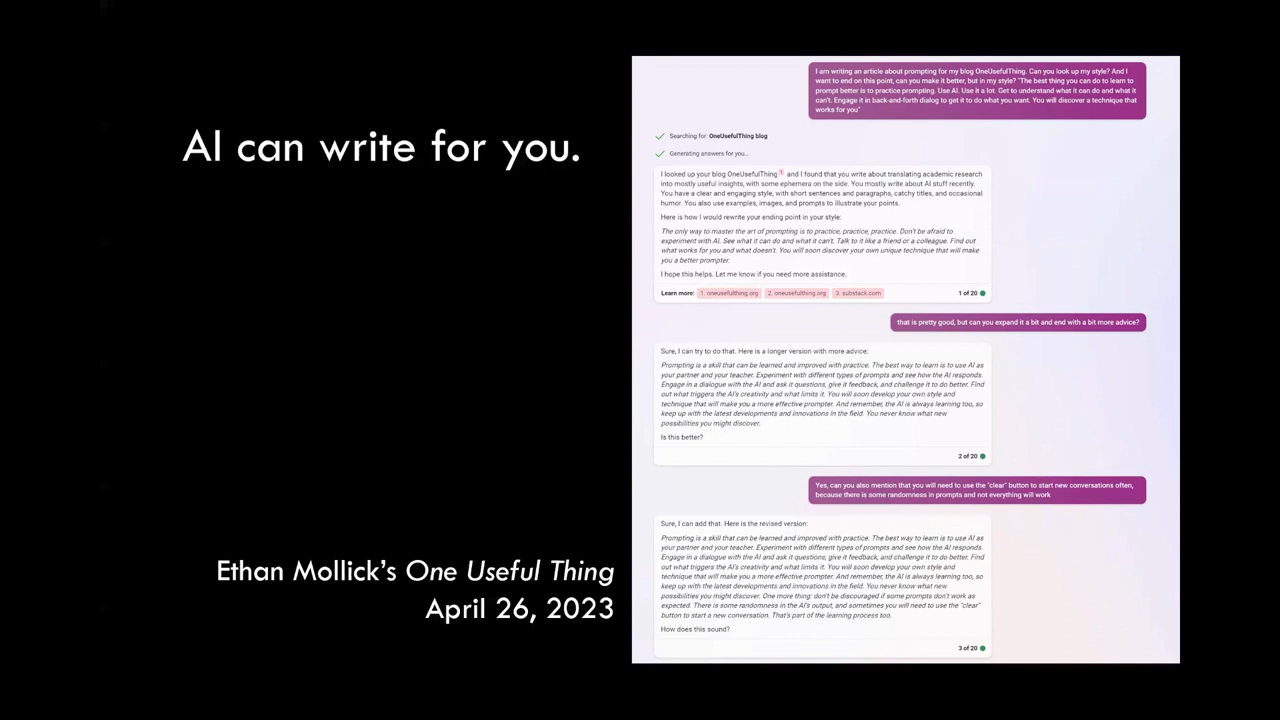 AI can write for you.
Ethan Mollick's One Useful Thing
April 26, 2023
I am writing an article about prompting for my blog OneUsefulThing. Can you look up my style? And I
want to end on this point, can you make it better, but in my style? "The best thing you can do to learn to
prompt better is to practice prompting. Use AI. Use it a lot. Get to understand what it can do and what it
can't. Engage it in back-and-forth dialog to get it to do what you want. You will discover a technique that
works for you"
Searching for: OneUsefulThing blog
Generating answers for you...
I looked up your blog OneUsefulThing 1 and I found that you write about translating academic research
into mostly useful insights, with some ephemera on the side. You mostly write about AI stuff recently.
You have a clear and engaging style, with short sentences and paragraphs, catchy titles, and occasional
humor. You also use examples, images, and prompts to illustrate your points.
Here is how I would rewrite your ending point in your style:
The only way to master the art of prompting is to practice, practice, practice. Don't be afraid to
experiment with AI. See what it can do and what it can't. Talk to it like a friend or a colleague. Find out
what works for you and what doesn't. You will soon discover your own unique technique that will make
you a better prompter.
I hope this helps. Let me know if you need more assistance.
Learn more: 1. oneusefulthing.org 2. oneusefulthing.org 3. substack.com 1 of 20
that is pretty good, but can you expand it a bit and end with a bit more advice?
Sure, I can try to do that. Here is a longer version with more advice:
Prompting is a skill that can be learned and improved with practice. The best way to learn is to use AI as
your partner and your teacher. Experiment with different types of prompts and see how the AI responds.
Engage in a dialogue with the AI and ask it questions, give it feedback, and challenge it to do better. Find
out what triggers the AI's creativity and what limits it. You will soon develop your own style and
technique that will make you a more effective prompter. And remember, the AI is always learning too, so
keep up with the latest developments and innovations in the field. You never know what new
possibilities you might discover.
Is this better?
2 of 20
Yes, can you also mention that you will need to use the "clear" button to start new conversations often,
because there is some randomness in prompts and not everything will work
Sure, I can add that. Here is the revised version:
Prompting is a skill that can be learned and improved with practice. The best way to learn is to use AI as
your partner and your teacher. Experiment with different types of prompts and see how the AI responds.
Engage in a dialogue with the AI and ask it questions, give it feedback, and challenge it to do better. Find
out what triggers the AI's creativity and what limits it. You will soon develop your own style and
technique that will make you a more effective prompter. And remember, the AI is always learning too, so
keep up with the latest developments and innovations in the field. You never know what new
possibilities you might discover. One more thing: don't be discouraged if some prompts don't work as
expected. There is some randomness in the AI's output, and sometimes you will need to use the "clear"
button to start a new conversation. That's part of the learning process too.
How does this sound?
3 of 20